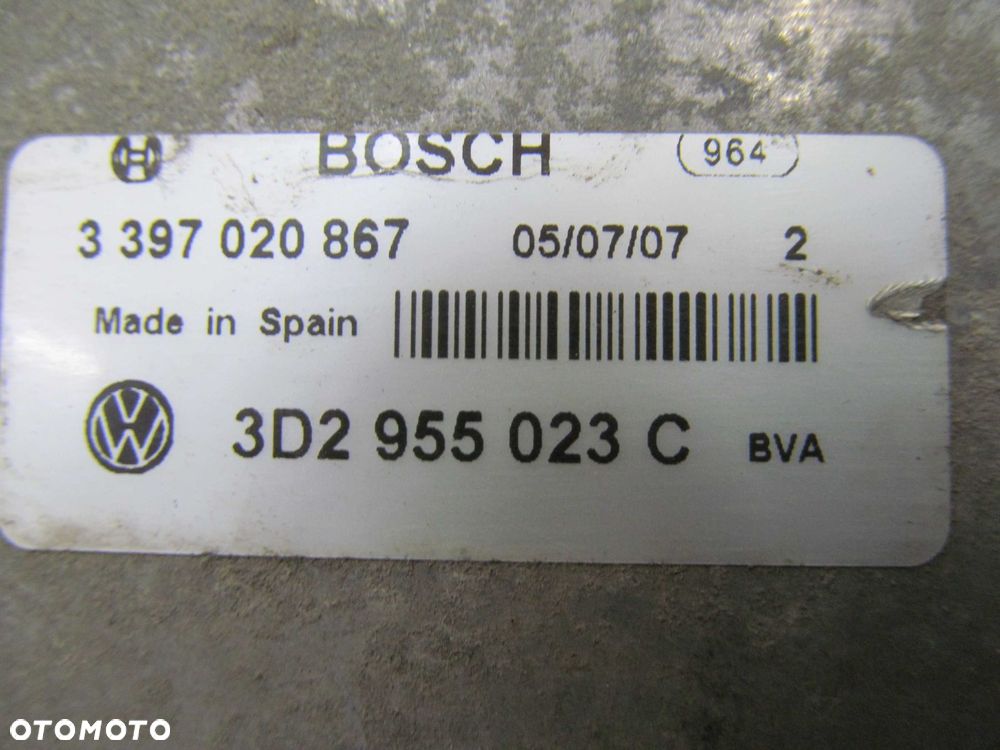 BOSCH 964
3 397 020 867 05/07/07 2
Made in Spain
3D2 955 023 C BVA
OTOMOTO